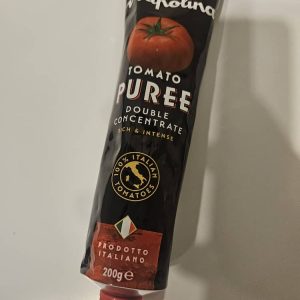 TOMATO
PUREE
DOUBLE
CONCENTRATE
RICH & INTENSE
100% ITALIAN
TOMATOES
PRODOTTO
ITALIANO
200g e